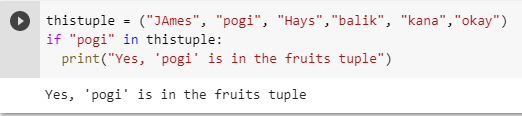 thistuple = ("JAmes", "pogi", "Hays","balik", "kana","okay")
if "pogi" in thistuple:
  print("Yes, 'pogi' is in the fruits tuple")
Yes, 'pogi' is in the fruits tuple